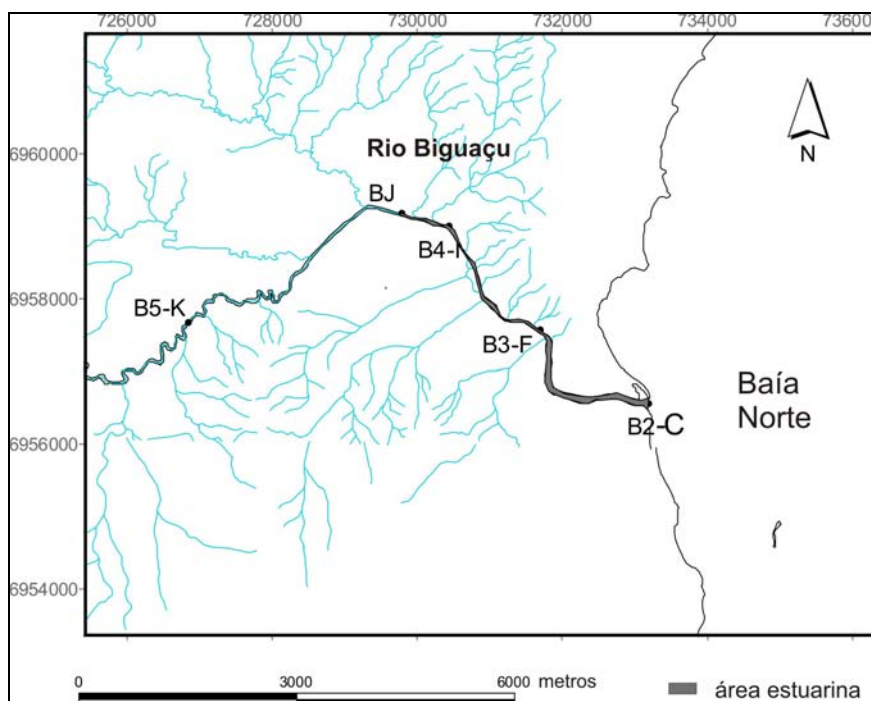 726000 728000 730000 732000 734000 73600
6960000
Rio Biguaçu
N
BJ
B4-I
6958000
B5-K
B3-F
Baía
Norte
B2-C
6956000
6954000
0 3000 6000 metros
área estuarina